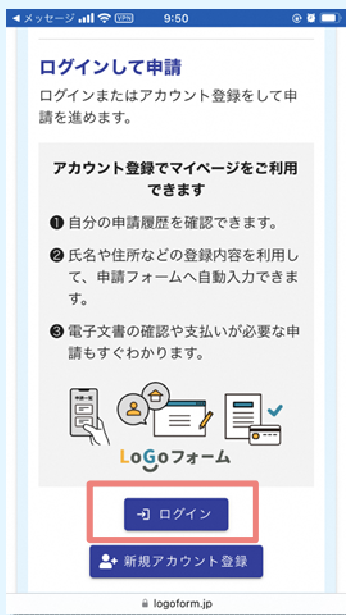 メッセージ VPN 9:50
ログインして申請
ログインまたはアカウント登録をして申
請を進めます。
アカウント登録でマイページをご利用
できます
❶ 自分の申請履歴を確認できます。
❷ 氏名や住所などの登録内容を利用し
て、申請フォームへ自動入力できま
す。
❸ 電子文書の確認や支払いが必要な申
請もすぐわかります。
申請一覧
LoGoフォーム
ログイン
新規アカウント登録
logoform.jp